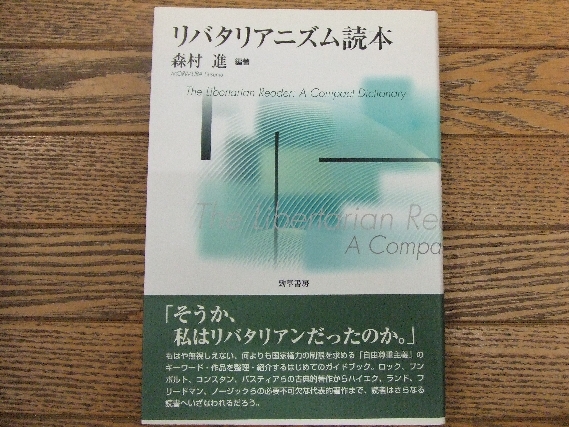 リバタリアニズム読本
森村 進 編著
MORIMURA Susumu
The Libertarian Reader: A Compact Dictionary
The Libertarian Re
A Compa
勁草書房
「そうか、
私はリバタリアンだったのか。」
もはや無視しえない、何よりも国家権力の制限を求める「自由尊重主義」の
キーワード・作品を整理・紹介するはじめてのガイドブック。ロック、フン
ボルト、コンスタン、バスティアらの古典的著作からハイエク、ランド、フ
リードマン、ノージックらの必要不可欠な代表的著作まで、読者はさらなる
読書へいざなわれるだろう。